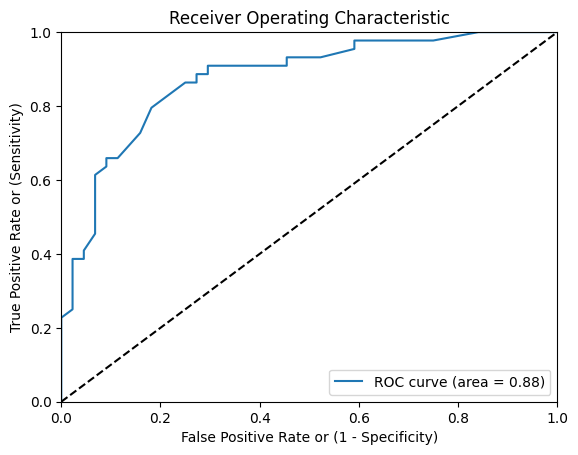 Receiver Operating Characteristic
True Positive Rate or (Sensitivity)
1.0
0.8
0.6
0.4
0.2
0.0
ROC curve (area = 0.88)
0.0 0.2 0.4 0.6 0.8 1.0
False Positive Rate or (1 - Specificity)